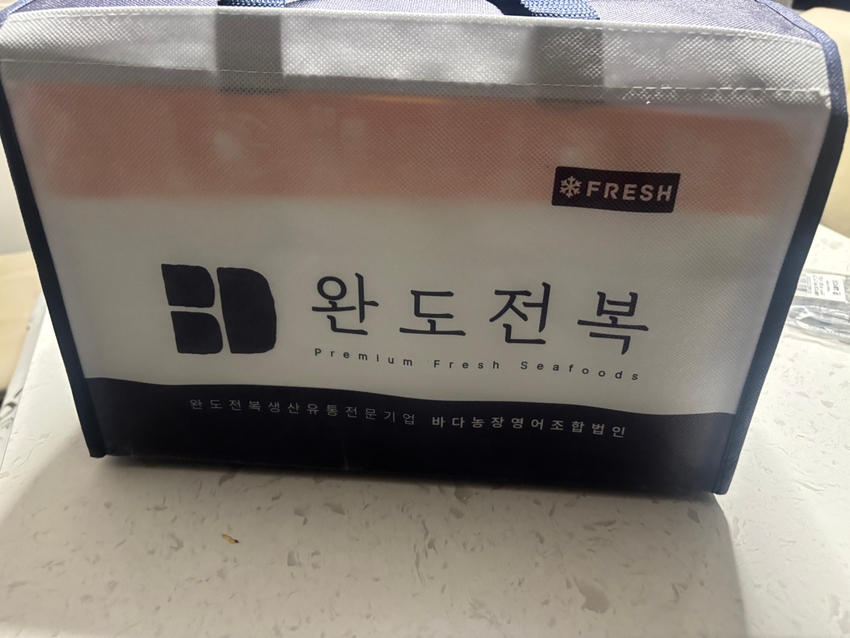 FRESH
완도전복
Premium Fresh Seafoods
완도전복생산유통전문기업 바다농장영어조합법인